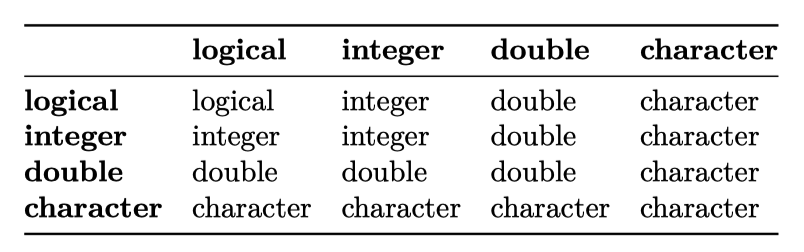 logical integer double character
logical logical integer double character
integer integer integer double character
double double double double character
character character character character character